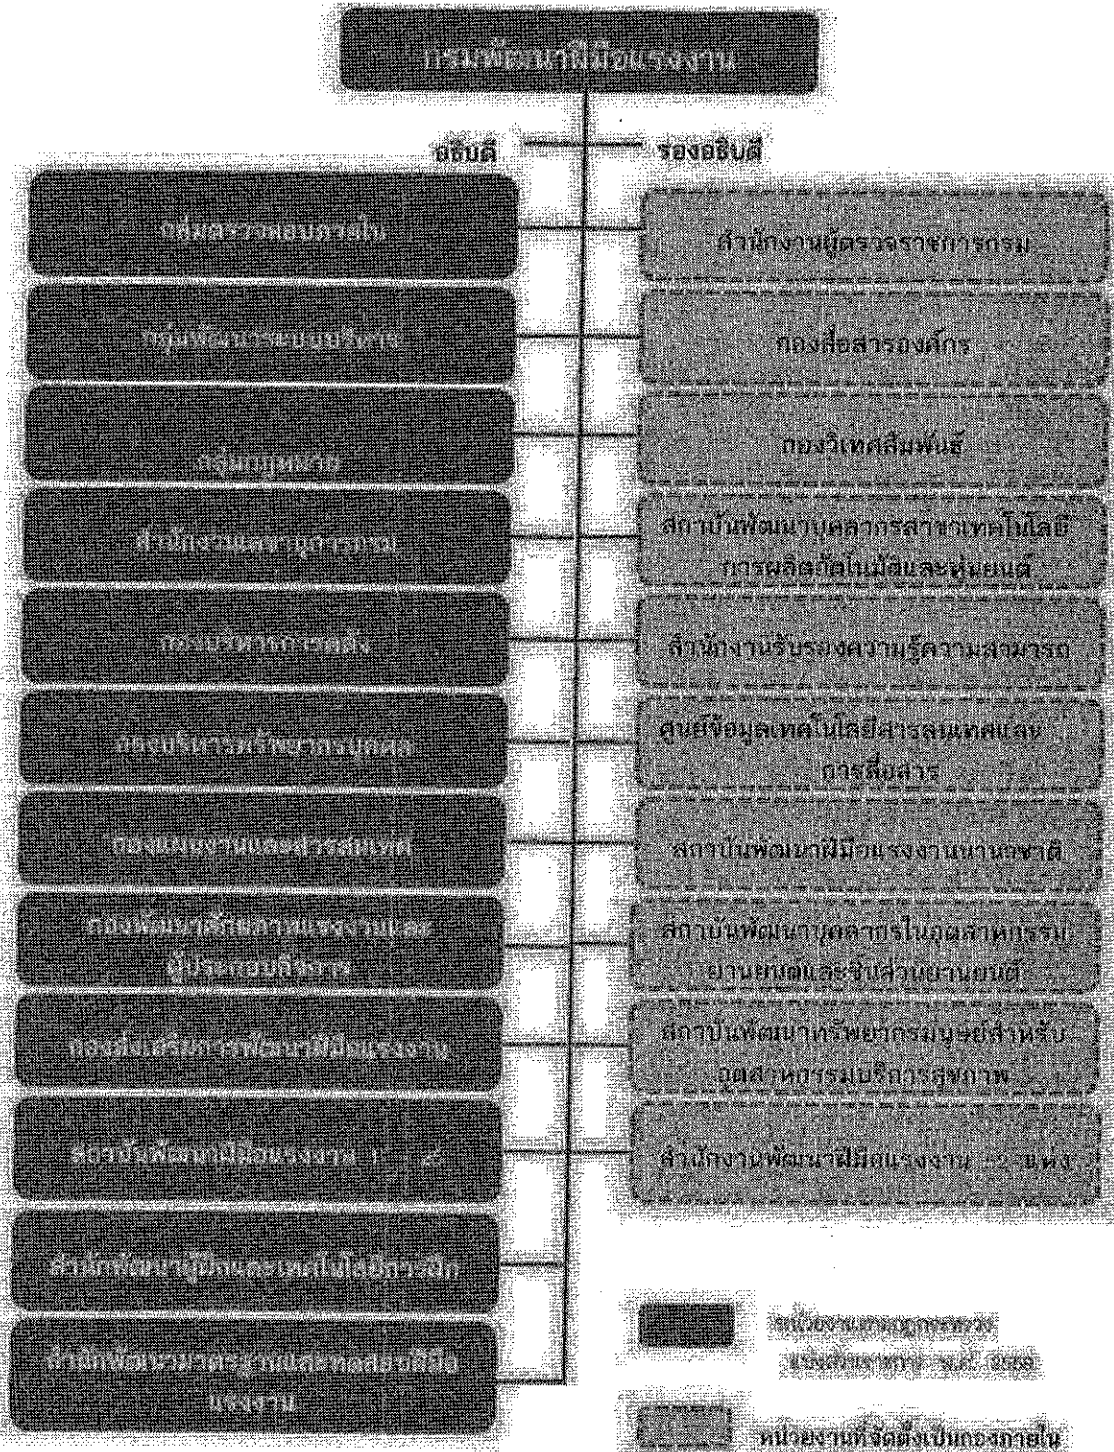 กรมพัฒนาฝีมือแรงงาน
อธิบดี
รองอธิบดี
กลุ่มตรวจสอบภายใน
กลุ่มพัฒนาระบบบริหาร
กลุ่มกฎหมาย
สำนักงานเลขานุการกรม
กองบริหารการคลัง
กองบริหารทรัพยากรบุคคล
กองแผนงานและสารสนเทศ
กองพัฒนาศักยภาพแรงงานและ
ผู้ประกอบกิจการ
กองส่งเสริมการพัฒนาฝีมือแรงงาน
สถาบันพัฒนาฝีมือแรงงาน
สำนักพัฒนาผู้ฝึกและเทคโนโลยีการฝึก
สำนักพัฒนามาตรฐานและทดสอบฝีมือ
แรงงาน
สำนักงานผู้ตรวจราชการกรม
กองสื่อสารองค์กร
กองวิเทศสัมพันธ์
สถาบันพัฒนาบุคลากรสาขาเทคโนโลยี
การผลิตอัตโนมัติและหุ่นยนต์
สำนักงานรับรองความรู้ความสามารถ
ศูนย์ข้อมูลเทคโนโลยีสารสนเทศและ
การสื่อสาร
สถาบันพัฒนาฝีมือแรงงานนานาชาติ
สถาบันพัฒนาบุคลากรในอุตสาหกรรม
ยานยนต์และชิ้นส่วนยานยนต์
สถาบันพัฒนาทรัพยากรมนุษย์สำหรับ
อุตสาหกรรมบริการสุขภาพ
สำนักงานพัฒนาฝีมือแรงงาน แห่ง
หน่วยงานตามกฎกระทรวง
แบ่งส่วนราชการ พ.ศ.
หน่วยงานที่จัดตั้งเป็นกองภายใน